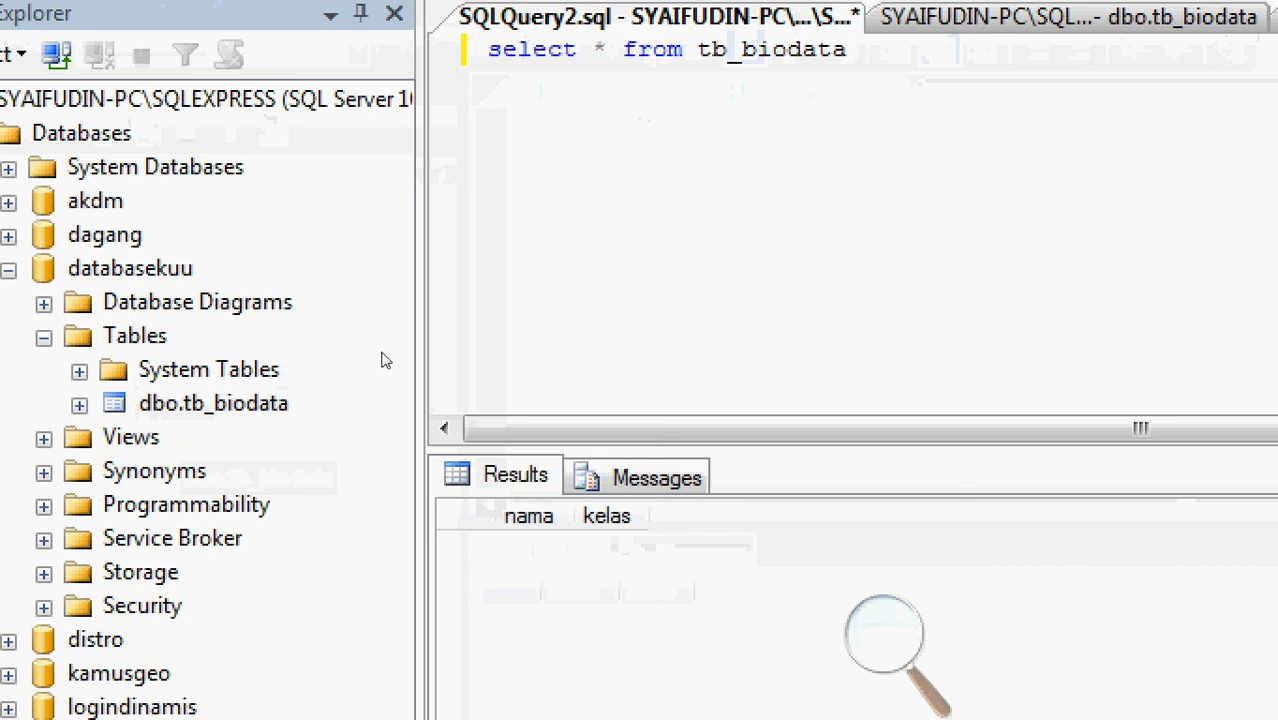 Explorer
SQLQuery2.sql - SYAIFUDIN-PC\...\S...*
SYAIFUDIN-PC\SQL...- dbo.tb_biodata
select * from tb_biodata
SYAIFUDIN-PC\SQLEXPRESS (SQL Server 10
Databases
System Databases
akdm
dagang
databasekuu
Database Diagrams
Tables
System Tables
dbo.tb_biodata
Views
Synonyms
Programmability
Service Broker
Storage
Security
distro
kamusgeo
logindinamis
Results
Messages
nama kelas